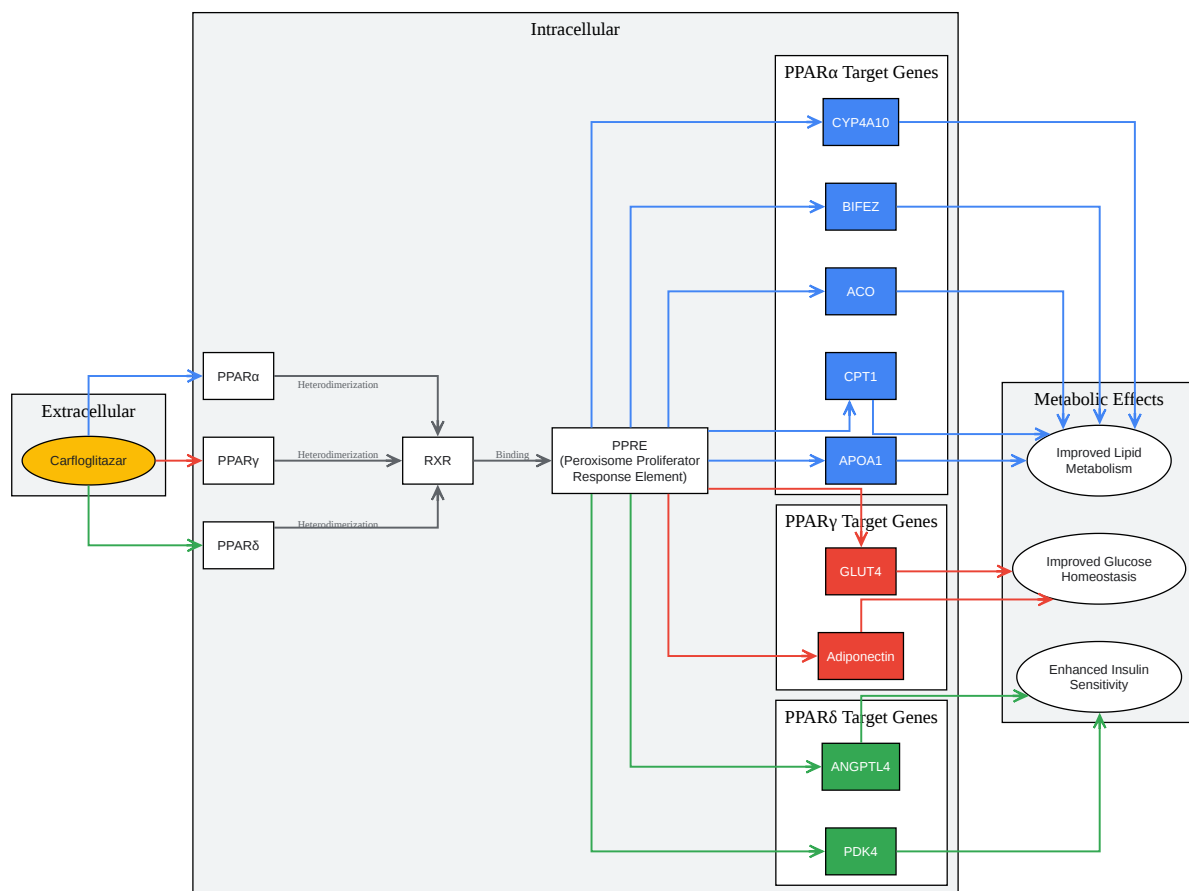 Intracellular
PPARα Target Genes
CYP4A10
BIFEZ
ACO
CPT1
APOA1
PPARα
Heterodimerization
Extracellular
Carfloglitazar
PPARγ
Heterodimerization
RXR
Binding
PPRE
(Peroxisome Proliferator
Response Element)
PPARδ
Heterodimerization
PPARγ Target Genes
GLUT4
Adiponectin
PPARδ Target Genes
ANGPTL4
PDK4
Metabolic Effects
Improved Lipid
Metabolism
Improved Glucose
Homeostasis
Enhanced Insulin
Sensitivity